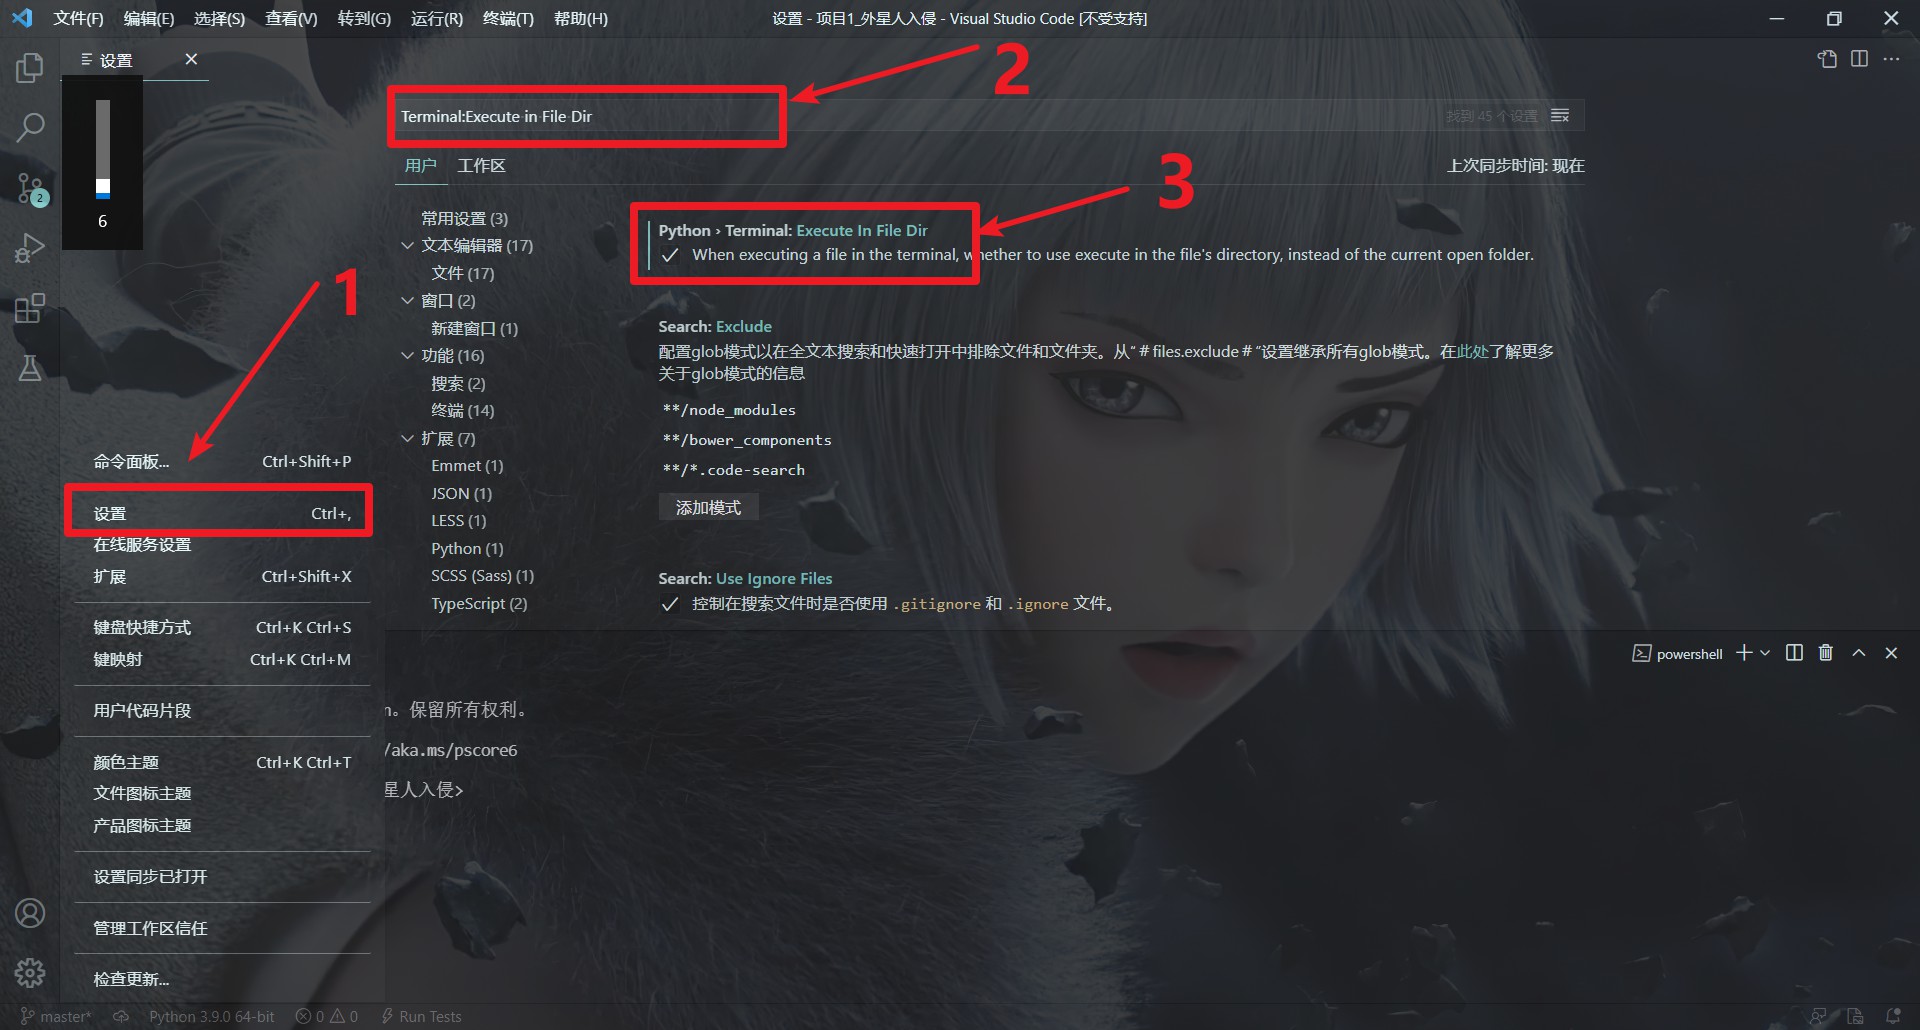 文件(F) 编辑(E) 选择(S) 查看(V) 转到(G) 运行(R) 终端(T) 帮助(H) 设置 - 项目1_外星人入侵 - Visual Studio Code [不受支持]
设置
2
Terminal:Execute in File Dir 找到 45 个设置
用户 工作区 上次同步时间: 现在
3
2
6
1
常用设置 (3)
文本编辑器 (17)
文件 (17)
窗口 (2)
新建窗口 (1)
功能 (16)
搜索 (2)
终端 (14)
扩展 (7)
Emmet (1)
JSON (1)
LESS (1)
Python (1)
SCSS (Sass) (1)
TypeScript (2)
Python › Terminal: Execute In File Dir
When executing a file in the terminal, whether to use execute in the file's directory, instead of the current open folder.
Search: Exclude
配置glob模式以在全文本搜索和快速打开中排除文件和文件夹。从“＃files.exclude＃”设置继承所有glob模式。在此处了解更多
关于glob模式的信息
**/node_modules
**/bower_components
**/*.code-search
添加模式
Search: Use Ignore Files
控制在搜索文件时是否使用 .gitignore 和 .ignore 文件。
命令面板... Ctrl+Shift+P
设置 Ctrl+,
在线服务设置
扩展 Ctrl+Shift+X
键盘快捷方式 Ctrl+K Ctrl+S
键映射 Ctrl+K Ctrl+M
用户代码片段
颜色主题 Ctrl+K Ctrl+T
文件图标主题
产品图标主题
设置同步已打开
管理工作区信任
检查更新...
powershell
n。保留所有权利。
/aka.ms/pscore6
星人入侵>
master* Python 3.9.0 64-bit 0 0 Run Tests